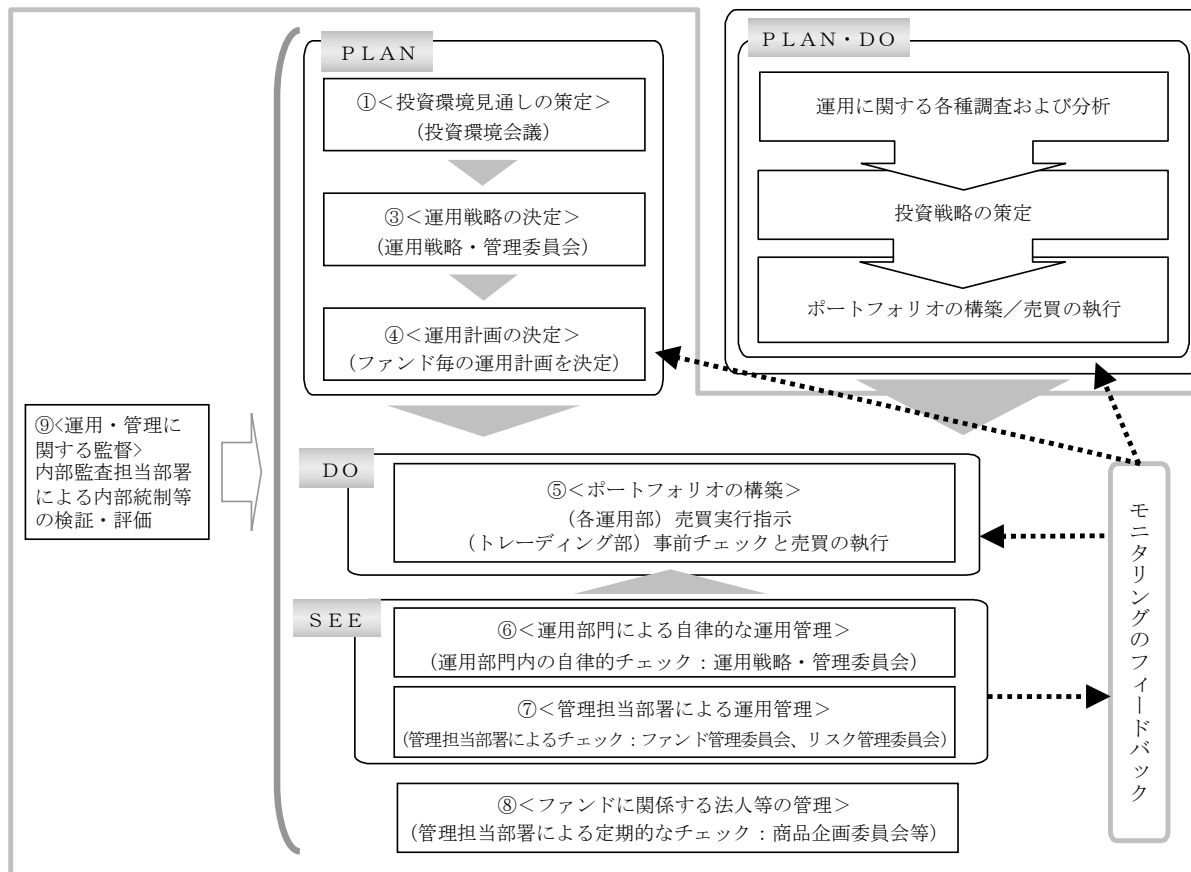 PLAN
①＜投資環境見通しの策定＞
（投資環境会議）
③＜運用戦略の決定＞
（運用戦略・管理委員会）
④＜運用計画の決定＞
（ファンド毎の運用計画を決定）
PLAN・DO
運用に関する各種調査および分析
投資戦略の策定
ポートフォリオの構築／売買の執行
⑨<運用・管理に
関する監督>
内部監査担当部署
による内部統制等
の検証・評価
DO
⑤＜ポートフォリオの構築＞
（各運用部）売買実行指示
（トレーディング部）事前チェックと売買の執行
SEE
⑥＜運用部門による自律的な運用管理＞
（運用部門内の自律的チェック：運用戦略・管理委員会）
⑦＜管理担当部署による運用管理＞
（管理担当部署によるチェック：ファンド管理委員会、リスク管理委員会）
⑧＜ファンドに関係する法人等の管理＞
（管理担当部署による定期的なチェック：商品企画委員会等）
モニタリングのフィードバック